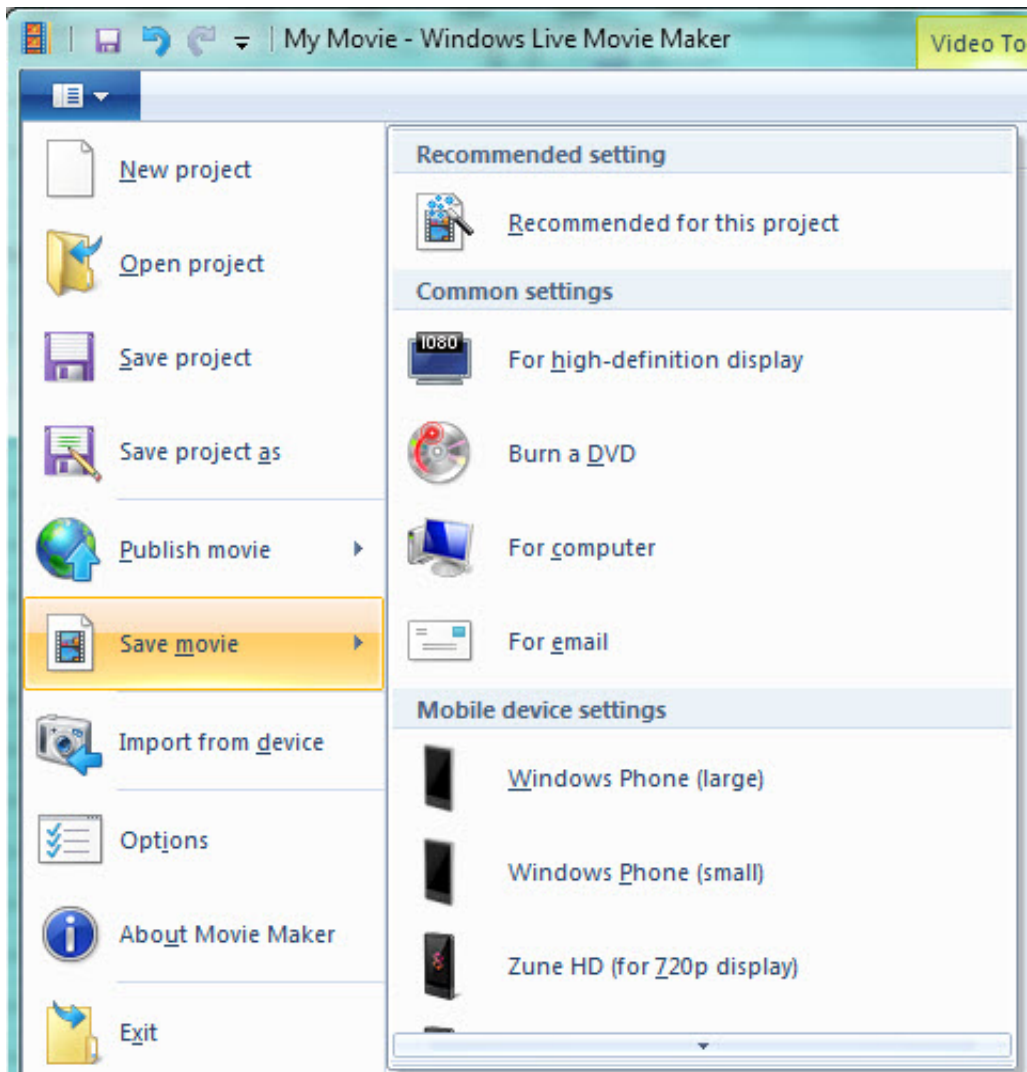 My Movie - Windows Live Movie Maker
Video To
New project
Open project
Save project
Save project as
Publish movie
Save movie
Import from device
Options
About Movie Maker
Exit
Recommended setting
Recommended for this project
Common settings
1080
For high-definition display
Burn a DVD
For computer
For email
Mobile device settings
Windows Phone (large)
Windows Phone (small)
Zune HD (for 720p display)